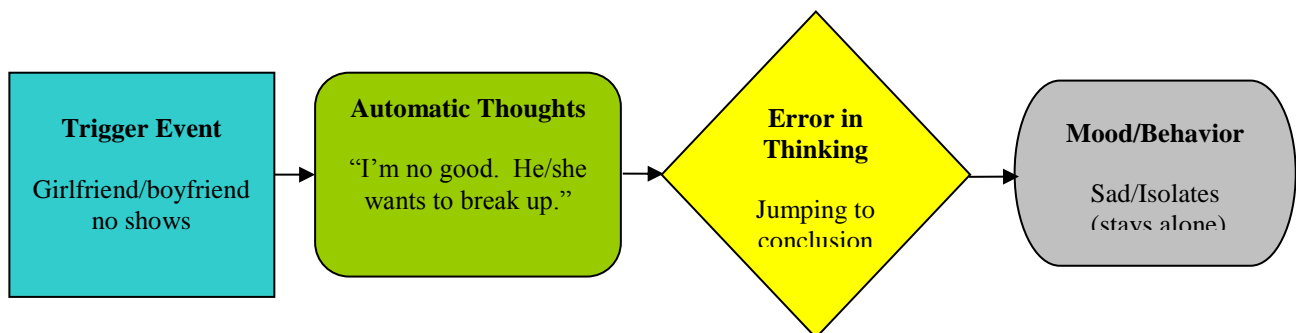 Trigger Event
Girlfriend/boyfriend
no shows
Automatic Thoughts
“I’m no good.  He/she
wants to break up.”
Error in
Thinking
Jumping to
conclusion
Mood/Behavior
Sad/Isolates
(stays alone)